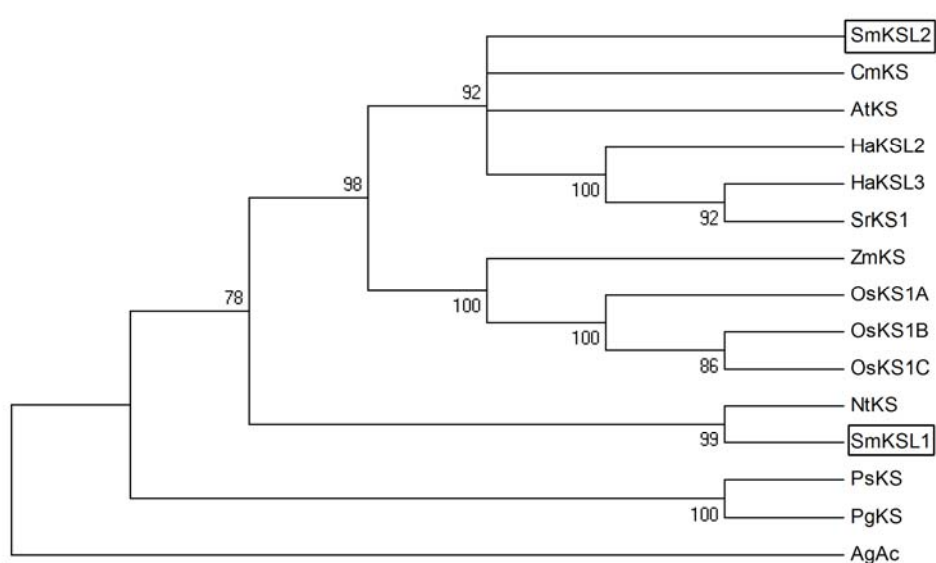 SmKSL2
CmKS
92
AtKS
HaKSL2
100
HaKSL3
98
92
SrKS1
ZmKS
78
100
OsKS1A
100
OsKS1B
86
OsKS1C
NtKS
99
SmKSL1
PsKS
100
PgKS
AgAc